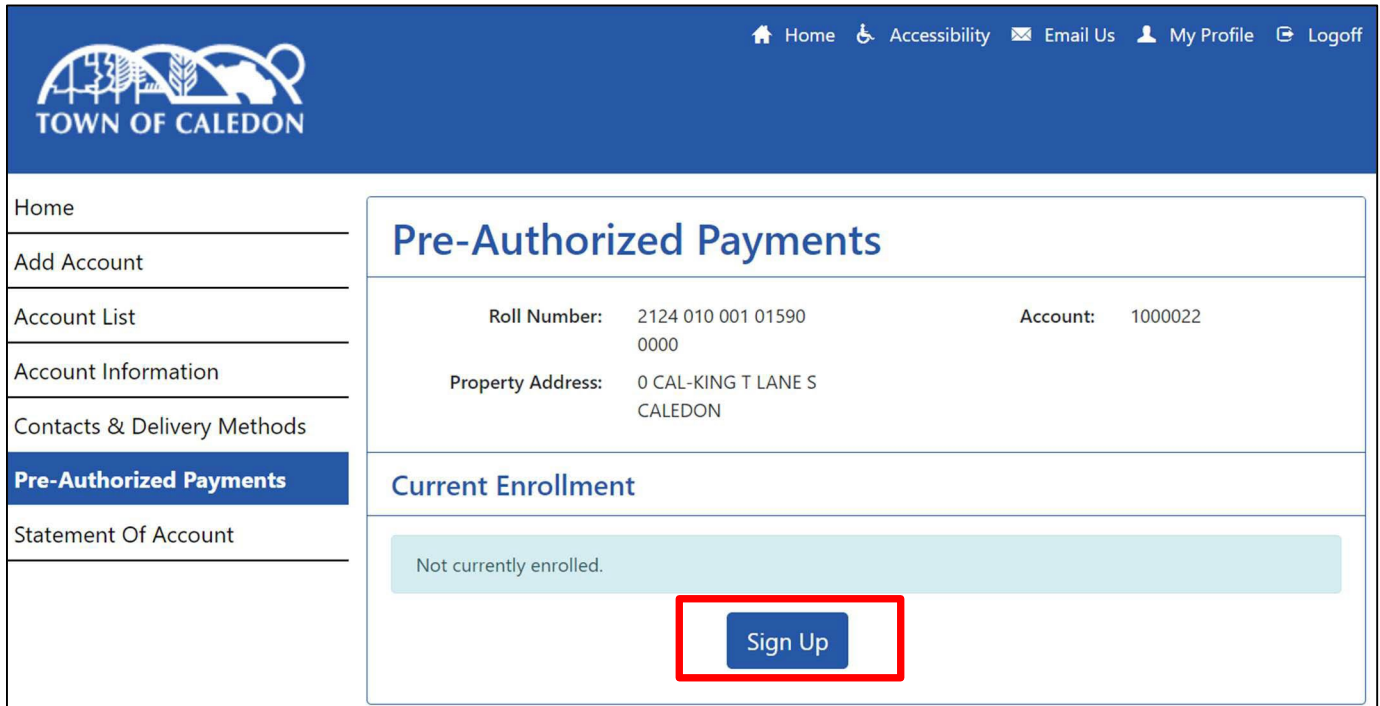 Home Accessibility Email Us My Profile Logoff
TOWN OF CALEDON
Home
Add Account
Account List
Account Information
Contacts & Delivery Methods
Pre-Authorized Payments
Statement Of Account
Pre-Authorized Payments
Roll Number: 2124 010 001 01590 Account: 1000022
0000
Property Address: 0 CAL-KING T LANE S
CALEDON
Current Enrollment
Not currently enrolled.
Sign Up